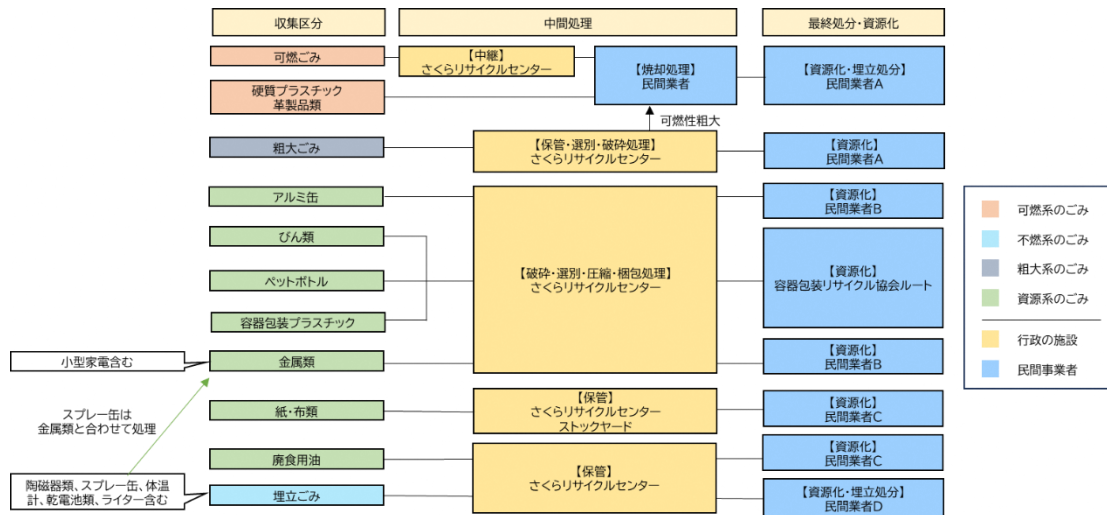 収集区分
中間処理
最終処分・資源化
可燃ごみ
【中継】
さくらリサイクルセンター
【焼却処理】
民間業者
【資源化・埋立処分】
民間業者A
硬質プラスチック
革製品類
可燃性粗大
粗大ごみ
【保管・選別・破砕処理】
さくらリサイクルセンター
【資源化】
民間業者A
アルミ缶
【資源化】
民間業者B
びん類
ペットボトル
容器包装プラスチック
【破砕・選別・圧縮・梱包処理】
さくらリサイクルセンター
【資源化】
容器包装リサイクル協会ルート
小型家電含む
金属類
【資源化】
民間業者B
スプレー缶は
金属類と合わせて処理
紙・布類
【保管】
さくらリサイクルセンター
ストックヤード
【資源化】
民間業者C
廃食用油
【資源化】
民間業者C
陶磁器類、スプレー缶、体温
計、乾電池類、ライター含む
埋立ごみ
【保管】
さくらリサイクルセンター
【資源化・埋立処分】
民間業者D
可燃系のごみ
不燃系のごみ
粗大系のごみ
資源系のごみ
行政の施設
民間事業者